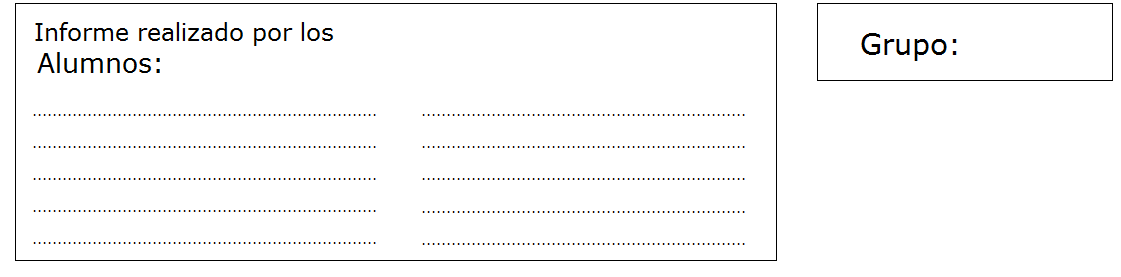 Informe realizado por los
Alumnos:
Grupo: